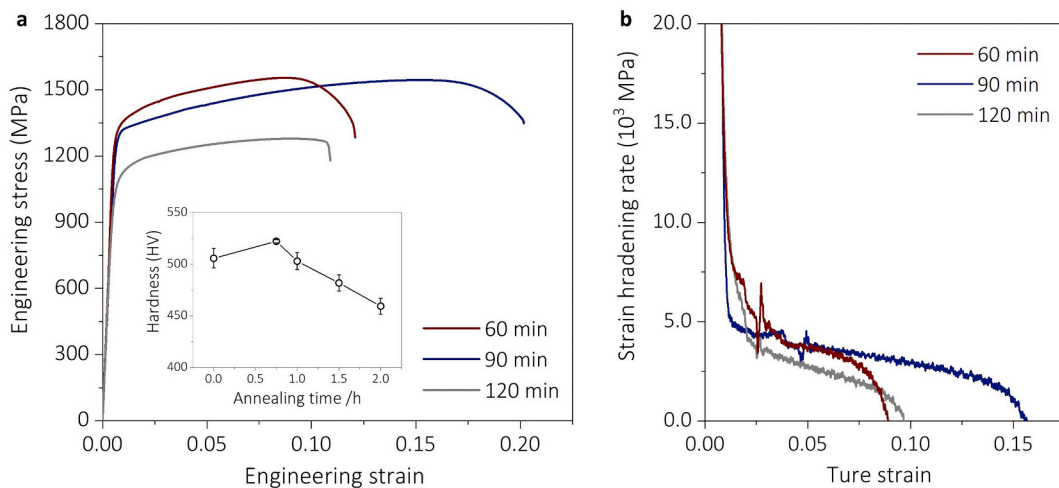 a
1800
1500
1200
900
600
300
0
Engineering stress (MPa)
0.00 0.05 0.10 0.15 0.20
Engineering strain
60 min
90 min
120 min
550
500
450
400
Hardness (HV)
0.0 0.5 1.0 1.5 2.0
Annealing time /h
b
20.0
15.0
10.0
5.0
0.0
Strain hradening rate (10³ MPa)
0.00 0.05 0.10 0.15
Ture strain
60 min
90 min
120 min